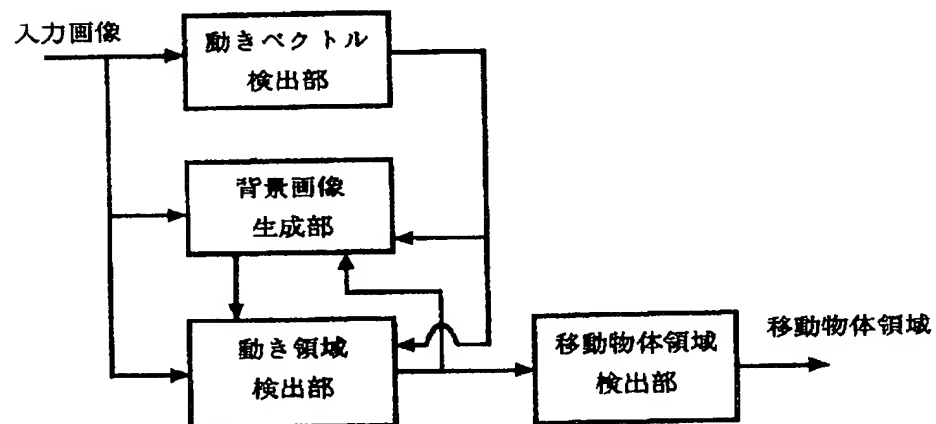 入力画像
動きベクトル
検出部
背景画像
生成部
動き領域
検出部
移動物体領域
検出部
移動物体領域